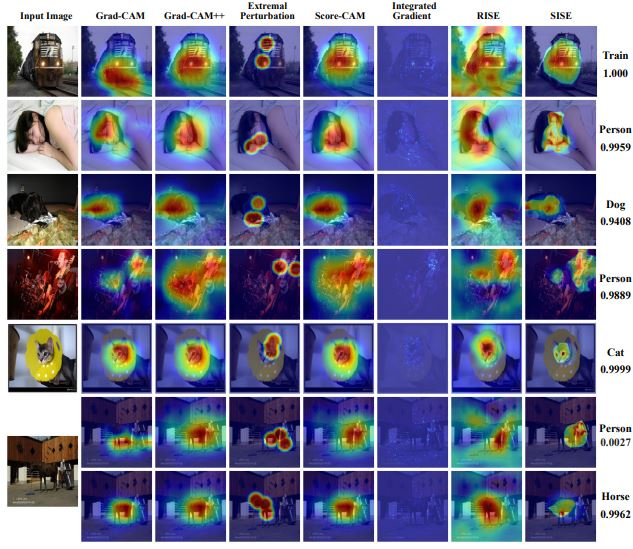 Input Image Grad-CAM Grad-CAM++ Extremal Perturbation Score-CAM Integrated Gradient RISE SISE
Train
1.000
Person
0.9959
Dog
0.9408
Person
0.9889
Cat
0.9999
Person
0.0027
Horse
0.9962